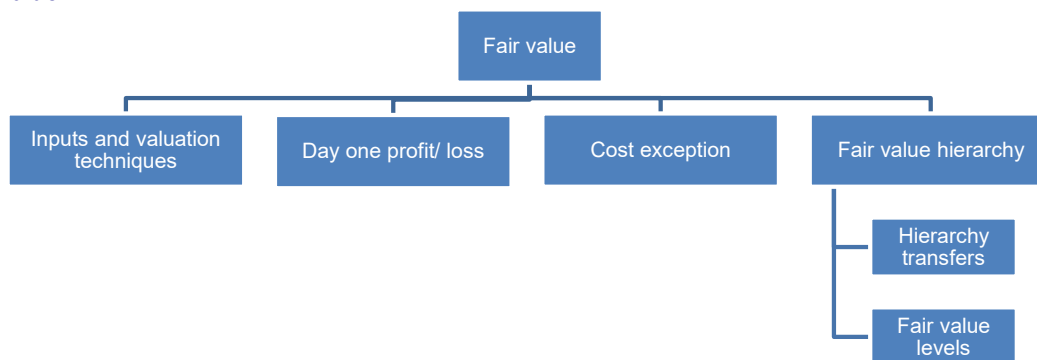 Fair value
Inputs and valuation
techniques
Day one profit/ loss
Cost exception
Fair value hierarchy
Hierarchy
transfers
Fair value
levels